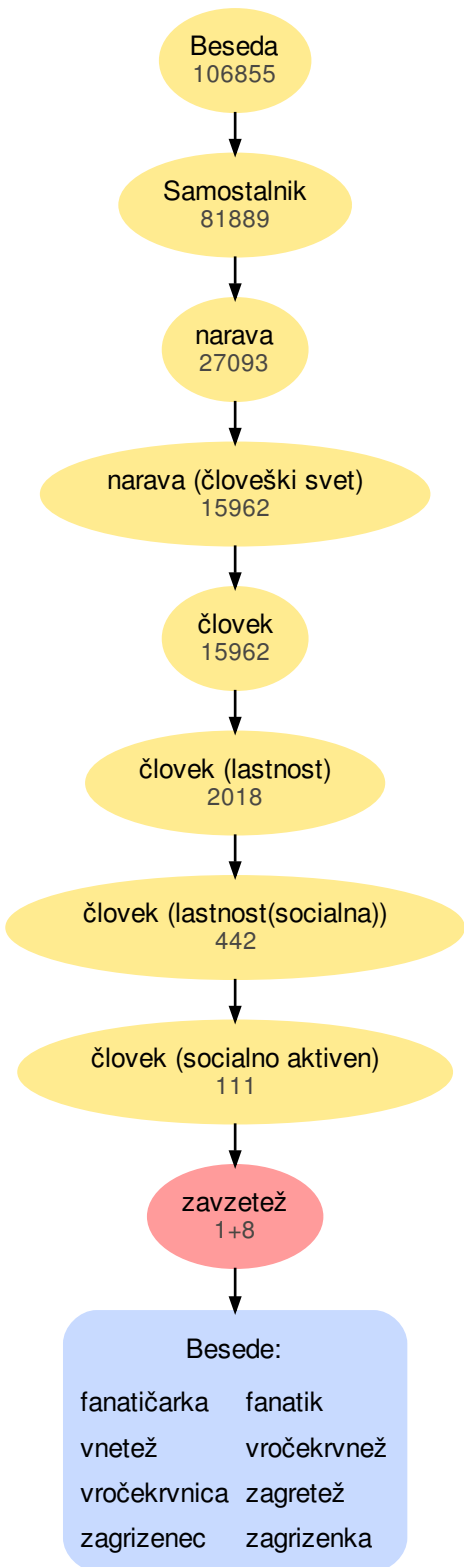 Beseda
106855
Samostalnik
81889
narava
27093
narava (človeški svet)
15962
človek
15962
človek (lastnost)
2018
človek (lastnost(socialna))
442
človek (socialno aktiven)
111
zavzetež
1+8
Besede:
fanatičarka fanatik
vnetež vročekrvnež
vročekrvnica zagretež
zagrizenec zagrizenka